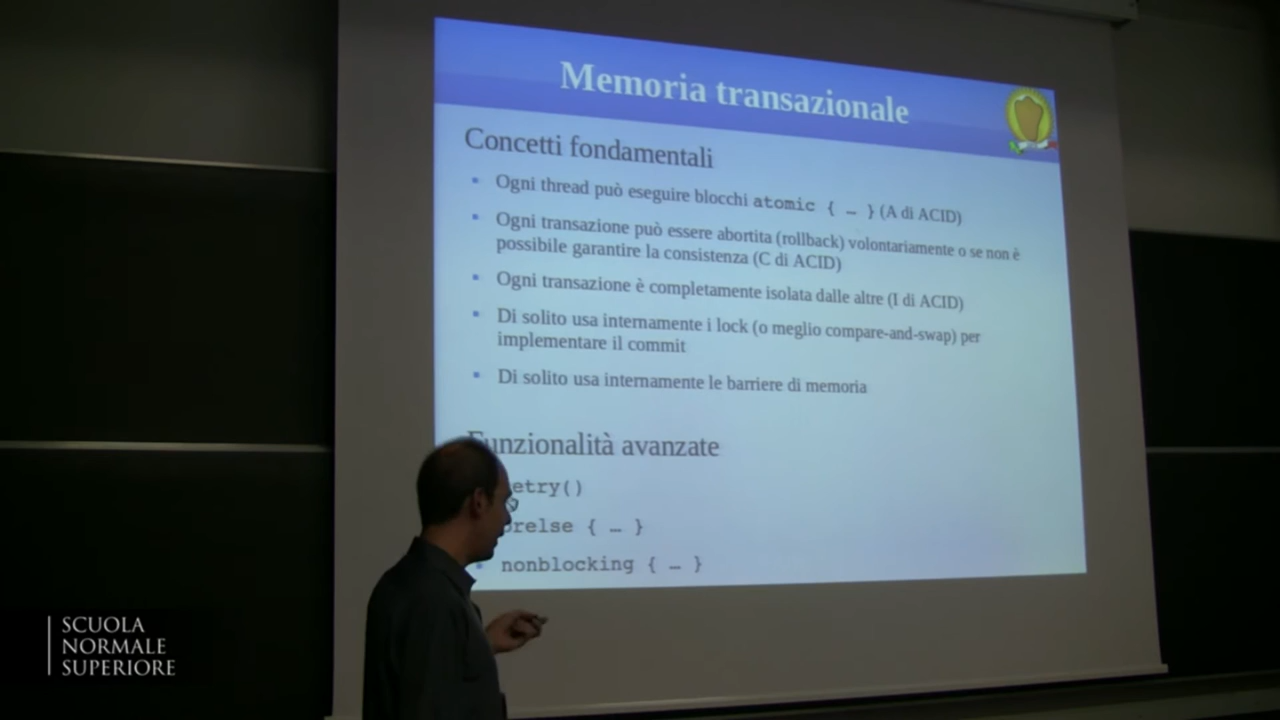 Memoria transazionale
Concetti fondamentali
Ogni thread può eseguire blocchi atomic { … } (A di ACID)
Ogni transazione può essere abortita (rollback) volontariamente o se non è
possibile garantire la consistenza (C di ACID)
Ogni transazione è completamente isolata dalle altre (I di ACID)
Di solito usa internamente i lock (o meglio compare-and-swap) per
implementare il commit
Di solito usa internamente le barriere di memoria
Funzionalità avanzate
etry()
orelse { … }
nonblocking { … }
SCUOLA
NORMALE
SUPERIORE